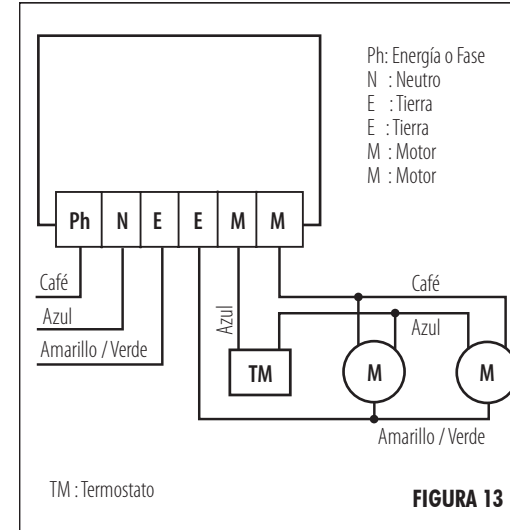 Ph: Energía o Fase
N : Neutro
E : Tierra
E : Tierra
M : Motor
M : Motor
Ph N E E M M
Café
Azul
Amarillo / Verde
Azul
TM
Café
Azul
M
M
Amarillo / Verde
TM : Termostato
FIGURA 13